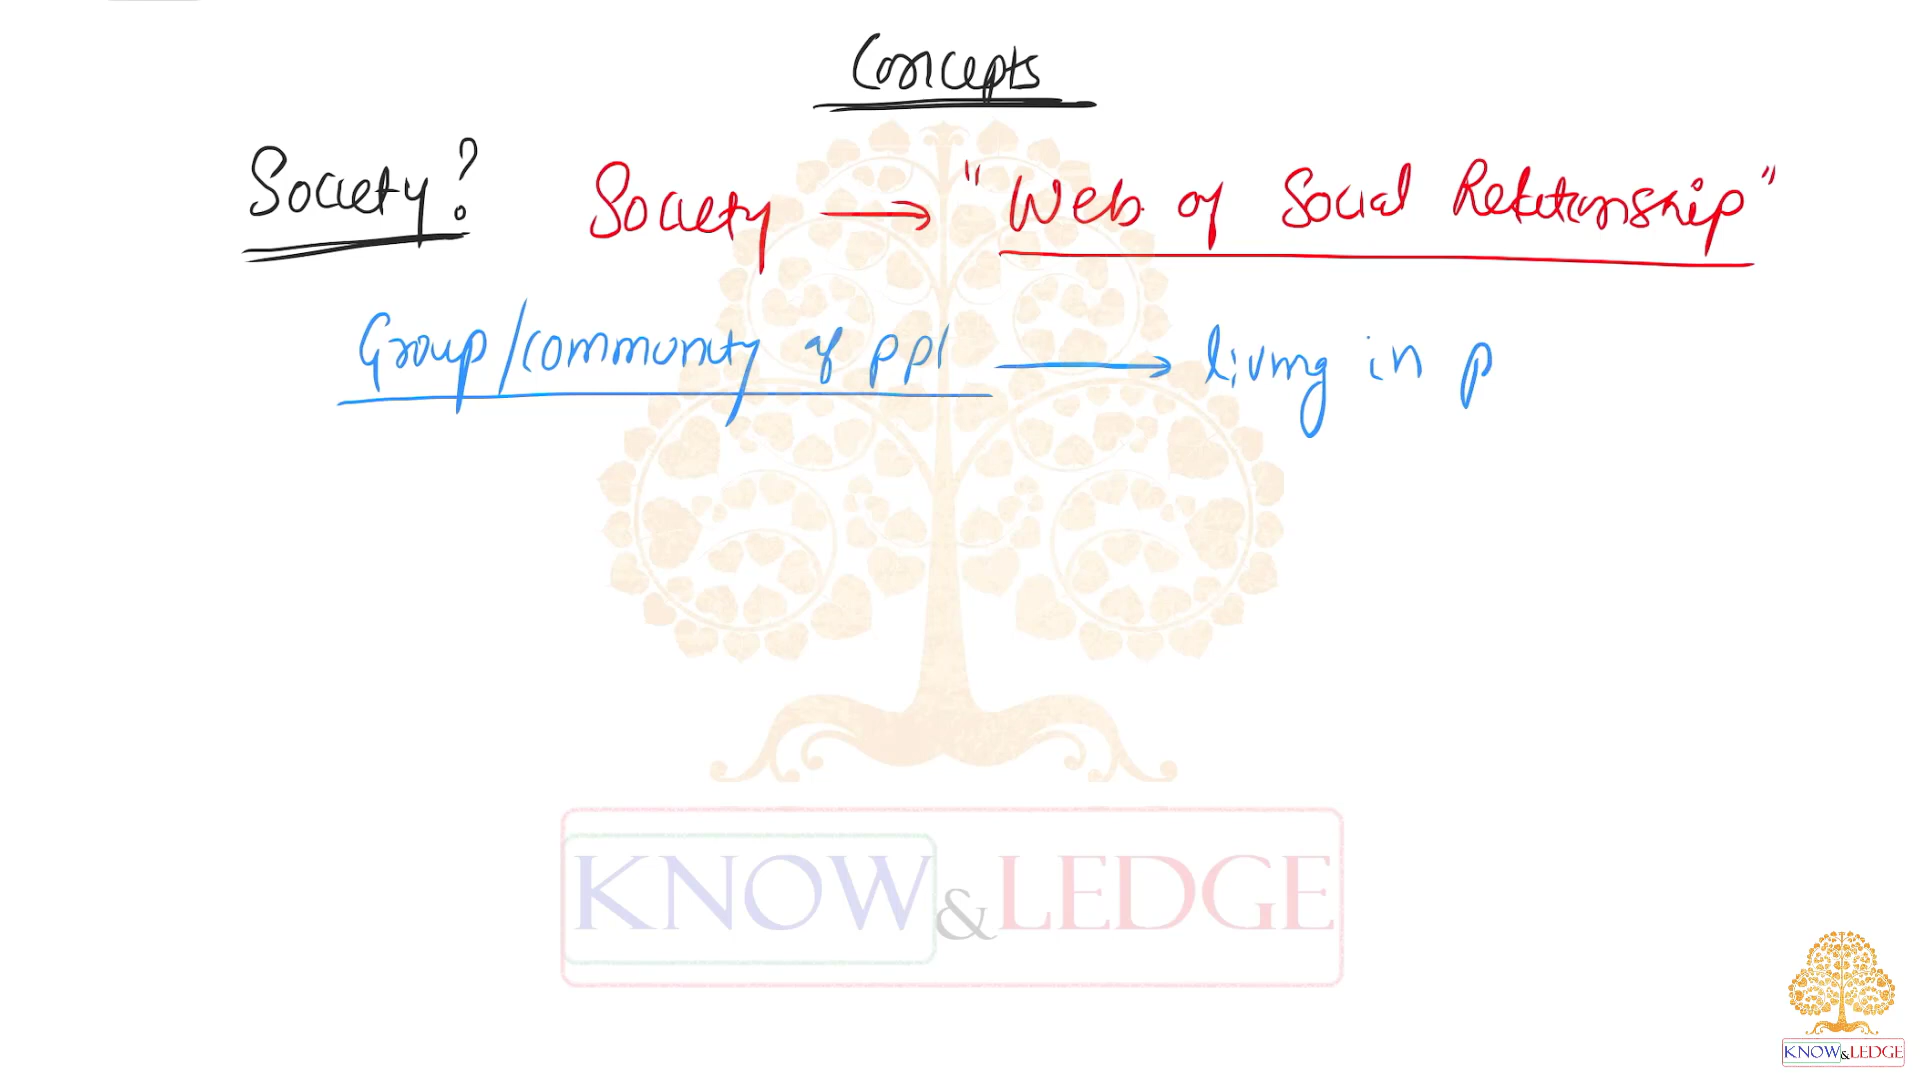 Concepts
Society? Society → "Web of Social Relationship"
Group/community of ppl → living in p
KNOW&LEDGE
KNOW&LEDGE